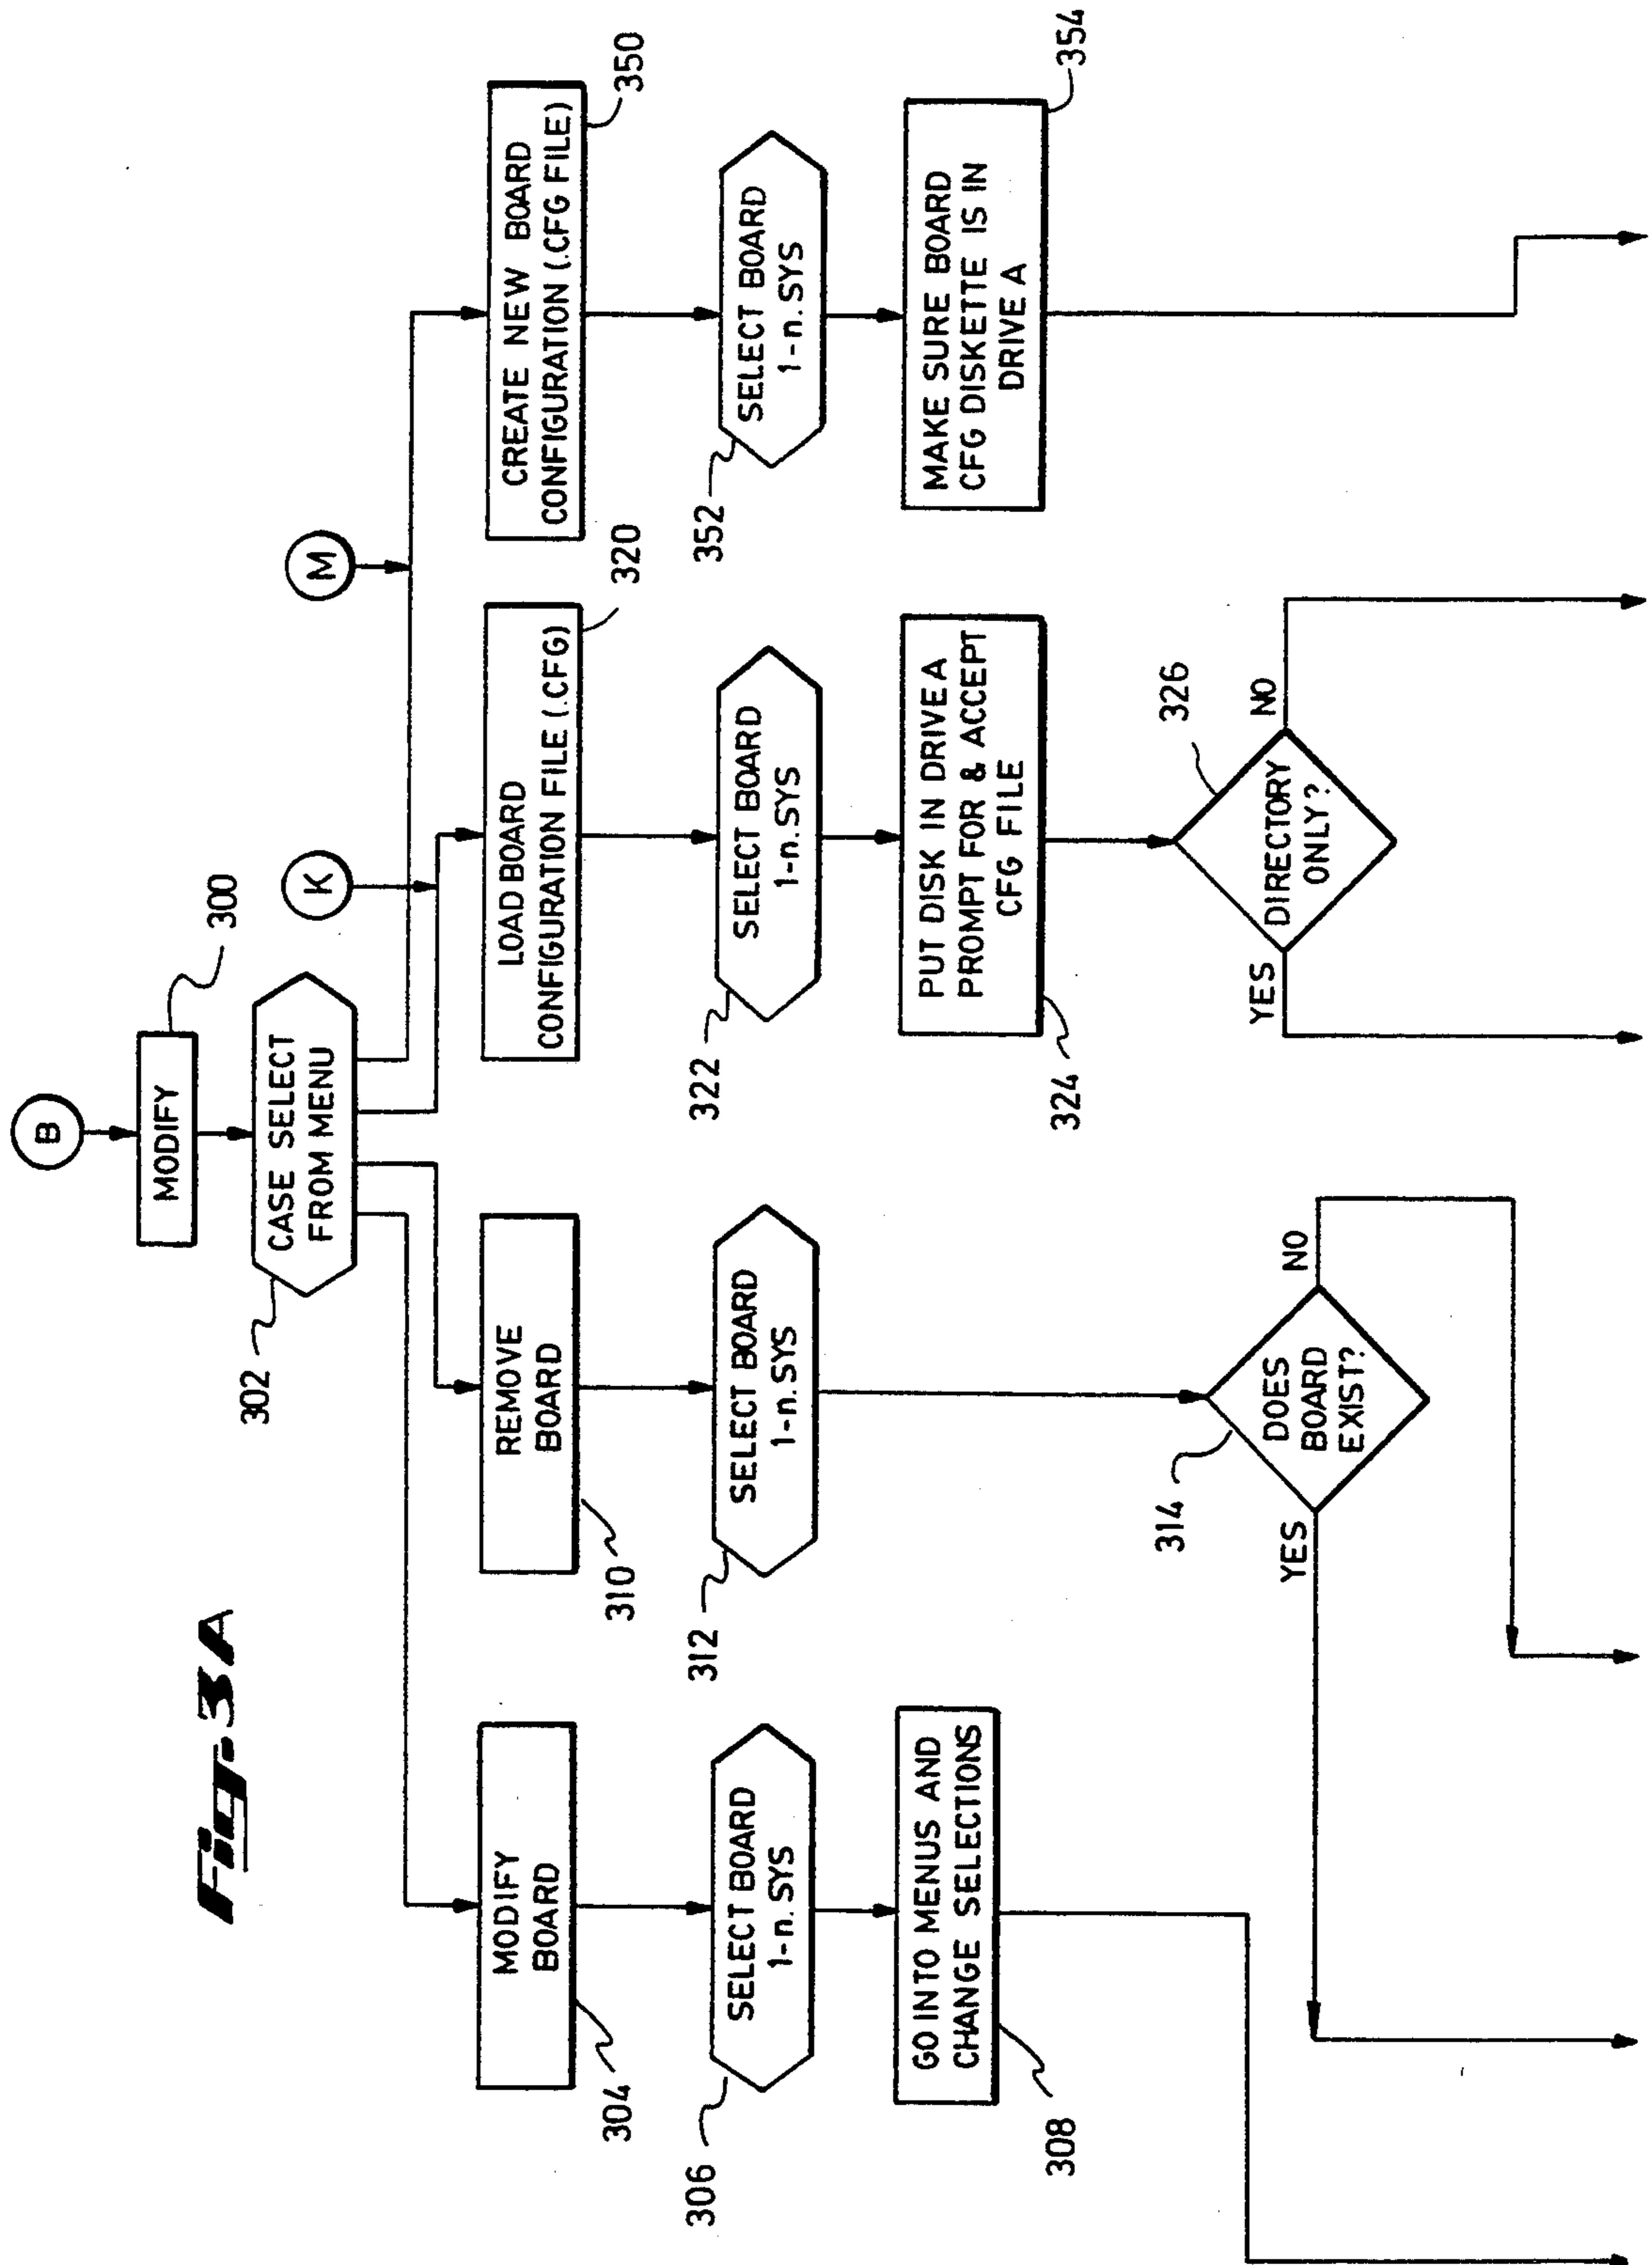 Fig. 3A
B
MODIFY
300
CASE SELECT
FROM MENU
302
K
M
MODIFY
BOARD
304
SELECT BOARD
1-n.SYS
306
GO INTO MENUS AND
CHANGE SELECTIONS
308
REMOVE
BOARD
310
SELECT BOARD
1-n.SYS
312
DOES
BOARD
EXIST?
314
YES
NO
LOAD BOARD
CONFIGURATION FILE (.CFG)
320
SELECT BOARD
1-n.SYS
322
PUT DISK IN DRIVE A
PROMPT FOR & ACCEPT
CFG FILE
324
DIRECTORY
ONLY?
326
YES
NO
CREATE NEW BOARD
CONFIGURATION (.CFG FILE)
350
SELECT BOARD
1-n.SYS
352
MAKE SURE BOARD
CFG DISKETTE IS IN
DRIVE A
354